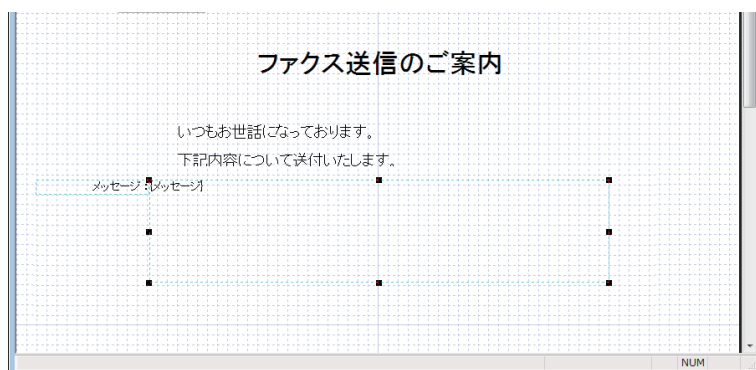 ファクス送信のご案内
いつもお世話になっております。
下記内容について送付いたします。
メッセージ：{メッセージ}
NUM